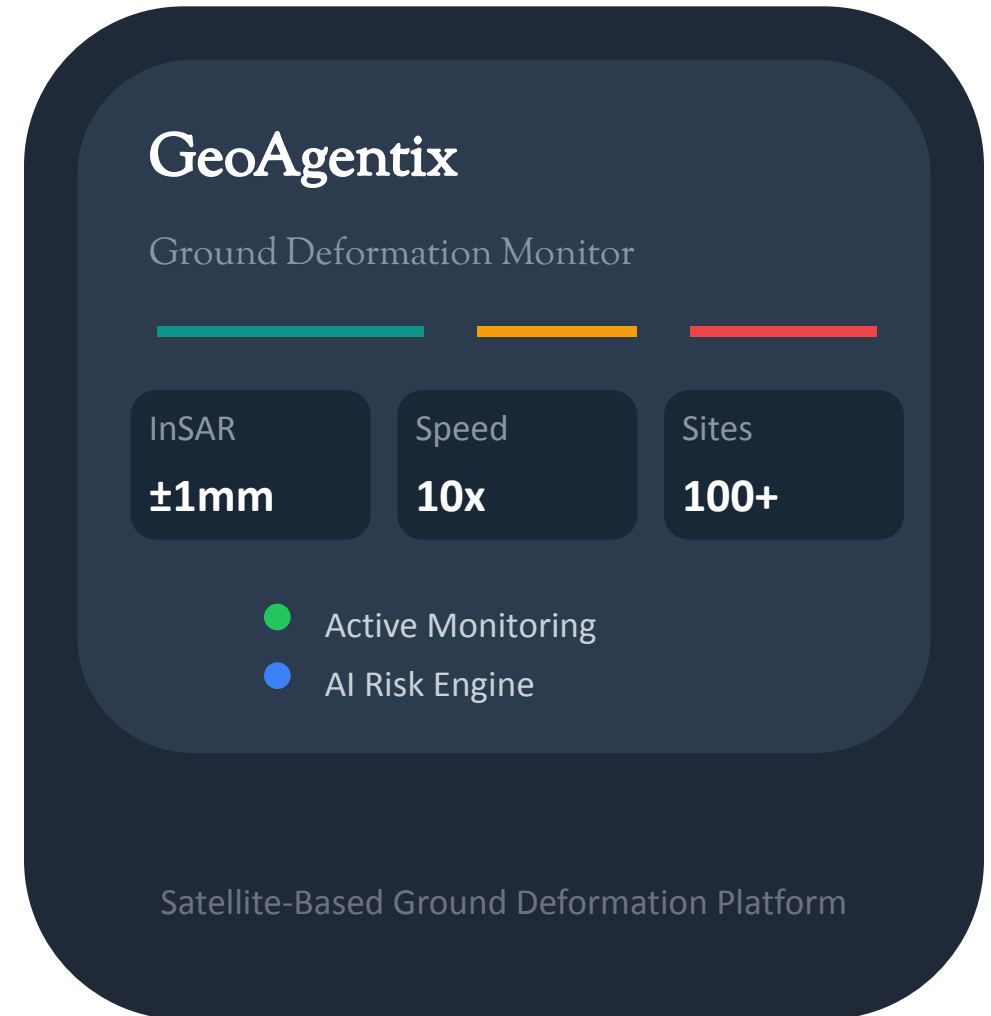 GeoAgentix
Ground Deformation Monitor
InSAR
±1mm
Speed
10x
Sites
100+
Active Monitoring
AI Risk Engine
Satellite-Based Ground Deformation Platform